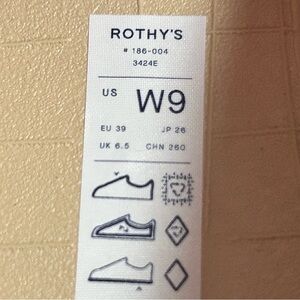 ROTHY'S
# 186-004
3424E
US W9
EU 39 JP 26
UK 6.5 CHN 260